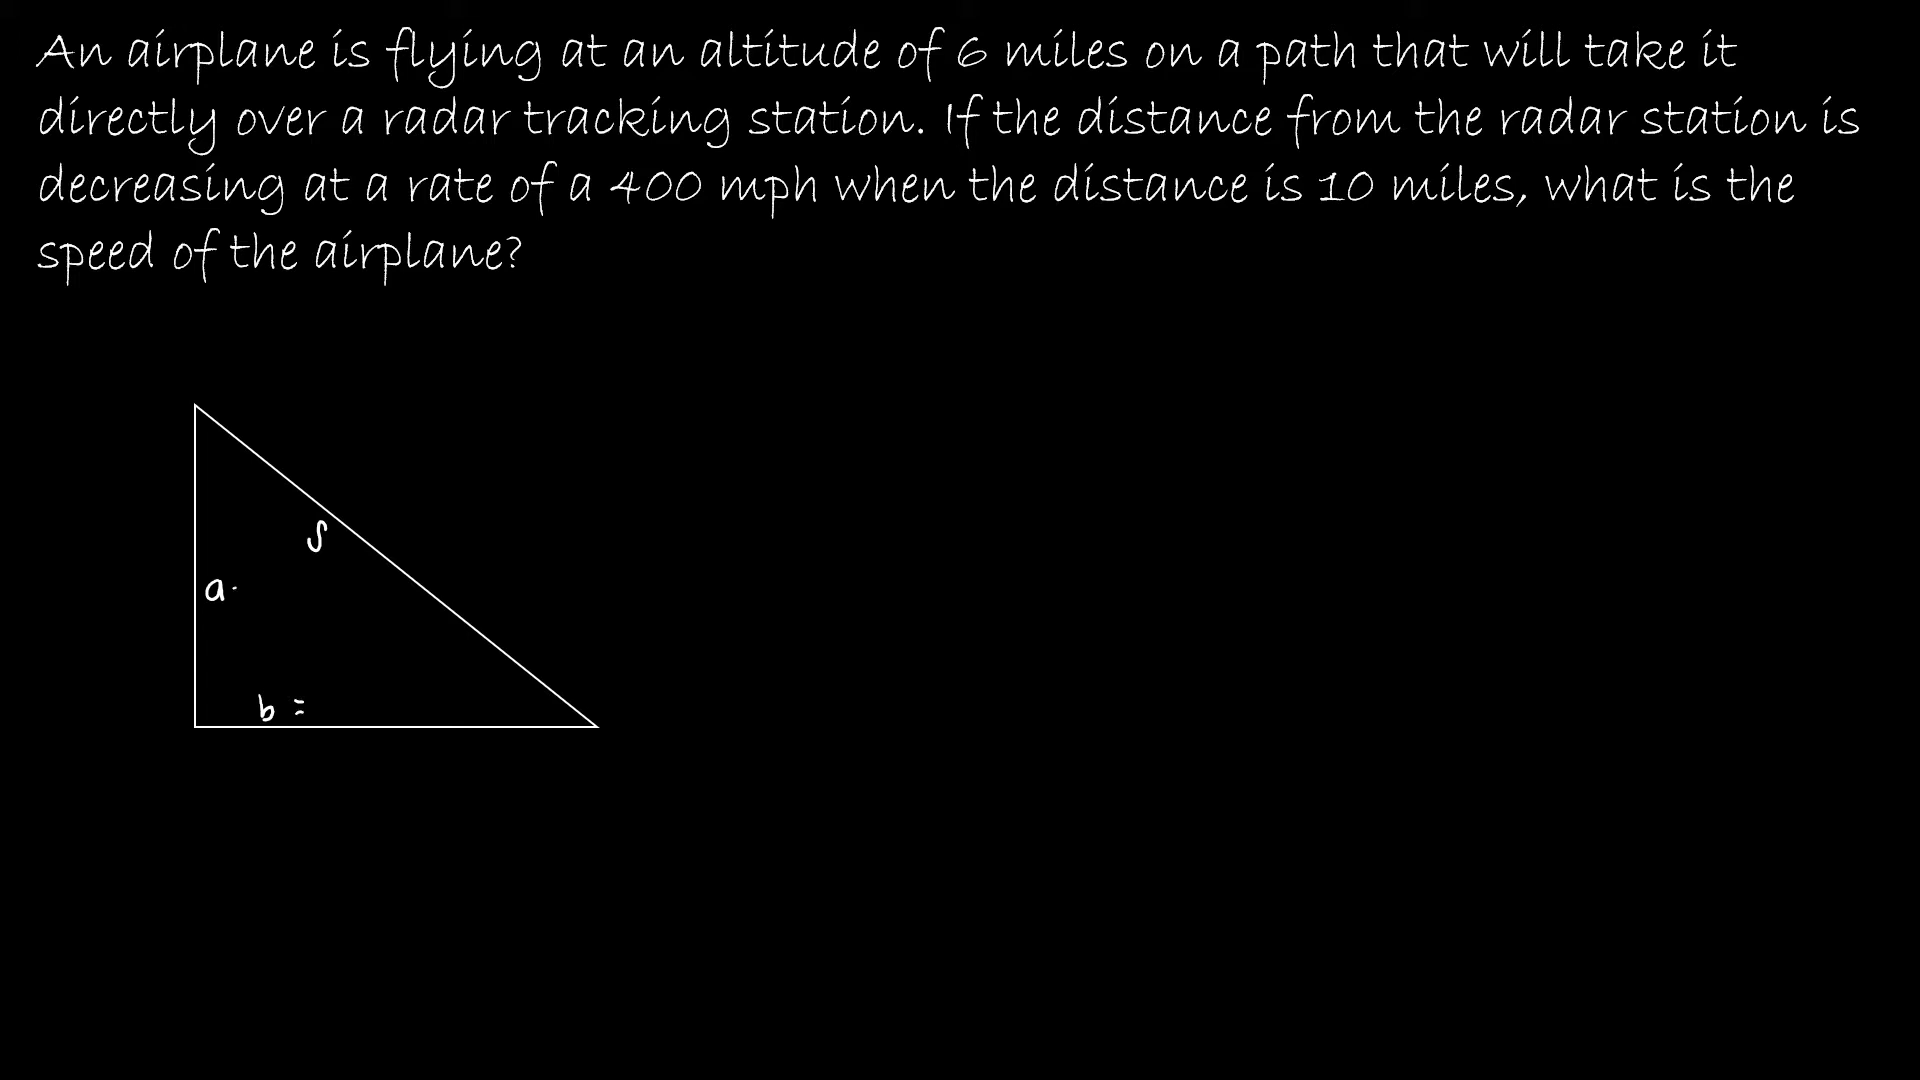 An airplane is flying at an altitude of 6 miles on a path that will take it
directly over a radar tracking station. If the distance from the radar station is
decreasing at a rate of a 400 mph when the distance is 10 miles, what is the
speed of the airplane?
s
a
b =